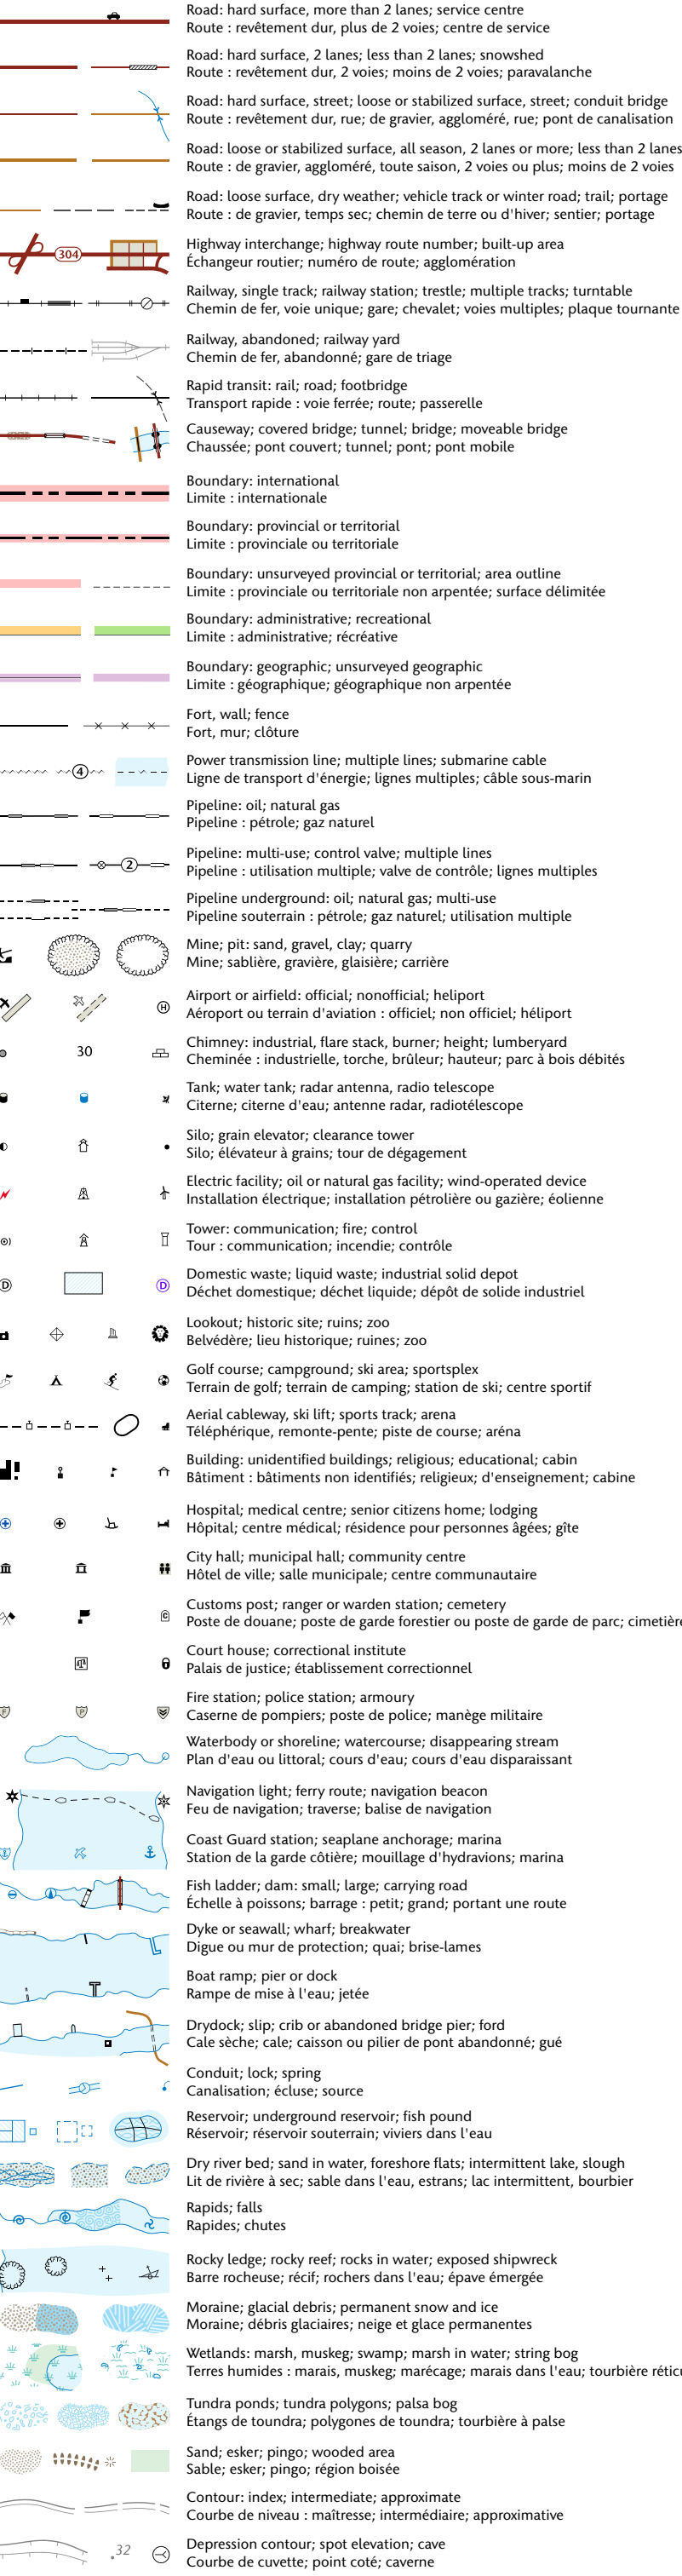 Road: hard surface, more than 2 lanes; service centre
Route : revêtement dur, plus de 2 voies; centre de service
Road: hard surface, 2 lanes; less than 2 lanes; snowshed
Route : revêtement dur, 2 voies; moins de 2 voies; paravalanche
Road: hard surface, street; loose or stabilized surface, street; conduit bridge
Route : revêtement dur, rue; de gravier, aggloméré, rue; pont de canalisation
Road: loose or stabilized surface, all season, 2 lanes or more; less than 2 lanes
Route : de gravier, aggloméré, toute saison, 2 voies ou plus; moins de 2 voies
Road: loose surface, dry weather; vehicle track or winter road; trail; portage
Route : de gravier, temps sec; chemin de terre ou d'hiver; sentier; portage
304
Highway interchange; highway route number; built-up area
Échangeur routier; numéro de route; agglomération
Railway, single track; railway station; trestle; multiple tracks; turntable
Chemin de fer, voie unique; gare; chevalet; voies multiples; plaque tournante
Railway, abandoned; railway yard
Chemin de fer, abandonné; gare de triage
Rapid transit: rail; road; footbridge
Transport rapide : voie ferrée; route; passerelle
Causeway; covered bridge; tunnel; bridge; moveable bridge
Chaussée; pont couvert; tunnel; pont; pont mobile
Boundary: international
Limite : internationale
Boundary: provincial or territorial
Limite : provinciale ou territoriale
Boundary: unsurveyed provincial or territorial; area outline
Limite : provinciale ou territoriale non arpentée; surface délimitée
Boundary: administrative; recreational
Limite : administrative; récréative
Boundary: geographic; unsurveyed geographic
Limite : géographique; géographique non arpentée
Fort, wall; fence
Fort, mur; clôture
4
Power transmission line; multiple lines; submarine cable
Ligne de transport d'énergie; lignes multiples; câble sous-marin
Pipeline: oil; natural gas
Pipeline : pétrole; gaz naturel
2
Pipeline: multi-use; control valve; multiple lines
Pipeline : utilisation multiple; valve de contrôle; lignes multiples
Pipeline underground: oil; natural gas; multi-use
Pipeline souterrain : pétrole; gaz naturel; utilisation multiple
Mine; pit: sand, gravel, clay; quarry
Mine; sablière, gravière, glaisière; carrière
H
Airport or airfield: official; nonofficial; heliport
Aéroport ou terrain d'aviation : officiel; non officiel; héliport
30
Chimney: industrial, flare stack, burner; height; lumberyard
Cheminée : industrielle, torche, brûleur; hauteur; parc à bois débités
Tank; water tank; radar antenna, radio telescope
Citerne; citerne d'eau; antenne radar, radiotélescope
Silo; grain elevator; clearance tower
Silo; élévateur à grains; tour de dégagement
Electric facility; oil or natural gas facility; wind-operated device
Installation électrique; installation pétrolière ou gazière; éolienne
Tower: communication; fire; control
Tour : communication; incendie; contrôle
D D
Domestic waste; liquid waste; industrial solid depot
Déchet domestique; déchet liquide; dépôt de solide industriel
Lookout; historic site; ruins; zoo
Belvédère; lieu historique; ruines; zoo
Golf course; campground; ski area; sportsplex
Terrain de golf; terrain de camping; station de ski; centre sportif
Aerial cableway, ski lift; sports track; arena
Téléphérique, remonte-pente; piste de course; aréna
Building: unidentified buildings; religious; educational; cabin
Bâtiment : bâtiments non identifiés; religieux; d'enseignement; cabine
Hospital; medical centre; senior citizens home; lodging
Hôpital; centre médical; résidence pour personnes âgées; gîte
City hall; municipal hall; community centre
Hôtel de ville; salle municipale; centre communautaire
C
Customs post; ranger or warden station; cemetery
Poste de douane; poste de garde forestier ou poste de garde de parc; cimetière
Court house; correctional institute
Palais de justice; établissement correctionnel
F P
Fire station; police station; armoury
Caserne de pompiers; poste de police; manège militaire
Waterbody or shoreline; watercourse; disappearing stream
Plan d'eau ou littoral; cours d'eau; cours d'eau disparaissant
Navigation light; ferry route; navigation beacon
Feu de navigation; traverse; balise de navigation
Coast Guard station; seaplane anchorage; marina
Station de la garde côtière; mouillage d'hydravions; marina
Fish ladder; dam: small; large; carrying road
Échelle à poissons; barrage : petit; grand; portant une route
Dyke or seawall; wharf; breakwater
Digue ou mur de protection; quai; brise-lames
Boat ramp; pier or dock
Rampe de mise à l'eau; jetée
Drydock; slip; crib or abandoned bridge pier; ford
Cale sèche; cale; caisson ou pilier de pont abandonné; gué
Conduit; lock; spring
Canalisation; écluse; source
Reservoir; underground reservoir; fish pound
Réservoir; réservoir souterrain; viviers dans l'eau
Dry river bed; sand in water, foreshore flats; intermittent lake, slough
Lit de rivière à sec; sable dans l'eau, estrans; lac intermittent, bourbier
Rapids; falls
Rapides; chutes
Rocky ledge; rocky reef; rocks in water; exposed shipwreck
Barre rocheuse; récif; rochers dans l'eau; épave émergée
Moraine; glacial debris; permanent snow and ice
Moraine; débris glaciaires; neige et glace permanentes
Wetlands: marsh, muskeg; swamp; marsh in water; string bog
Terres humides : marais, muskeg; marécage; marais dans l'eau; tourbière réticu
Tundra ponds; tundra polygons; palsa bog
Étangs de toundra; polygones de toundra; tourbière à palse
Sand; esker; pingo; wooded area
Sable; esker; pingo; région boisée
Contour: index; intermediate; approximate
Courbe de niveau : maîtresse; intermédiaire; approximative
.32
Depression contour; spot elevation; cave
Courbe de cuvette; point coté; caverne